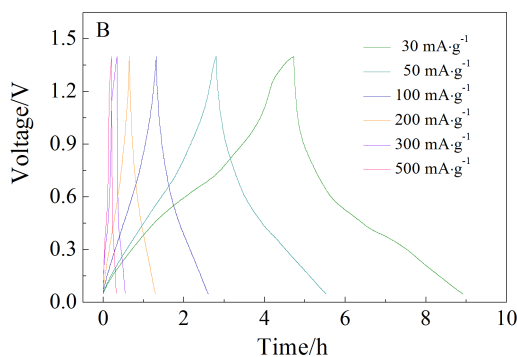 B
1.5
1.2
0.9
0.6
0.3
0.0
Voltage/V
30 mA·g⁻¹
50 mA·g⁻¹
100 mA·g⁻¹
200 mA·g⁻¹
300 mA·g⁻¹
500 mA·g⁻¹
0 2 4 6 8 10
Time/h